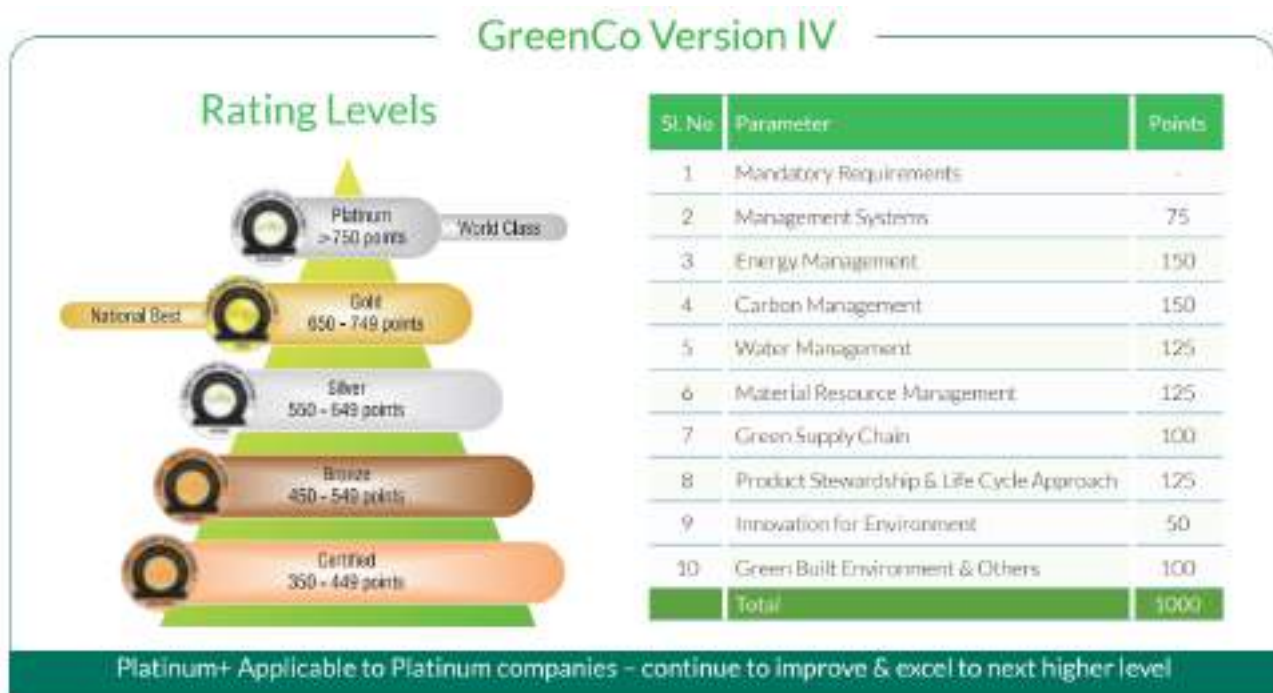 GreenCo Version IV
Rating Levels
Platinum
>750 points
World Class
Gold
650 - 749 points
National Best
Silver
550 - 649 points
Bronze
450 - 549 points
Certified
350 - 449 points
Sl. No Parameter Points
1 Mandatory Requirements -
2 Management Systems 75
3 Energy Management 150
4 Carbon Management 150
5 Water Management 125
6 Material Resource Management 125
7 Green Supply Chain 100
8 Product Stewardship & Life Cycle Approach 125
9 Innovation for Environment 50
10 Green Built Environment & Others 100
Total 1000
Platinum+ Applicable to Platinum companies – continue to improve & excel to next higher level